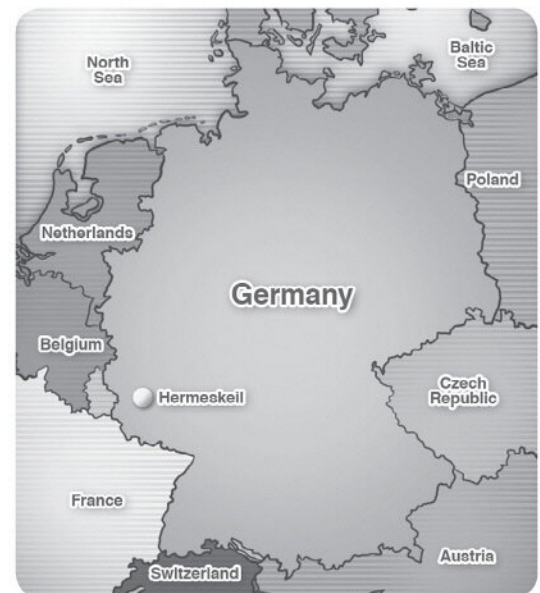 North
Sea
Baltic
Sea
Poland
Netherlands
Germany
Belgium
Hermeskeil
Czech
Republic
France
Austria
Switzerland